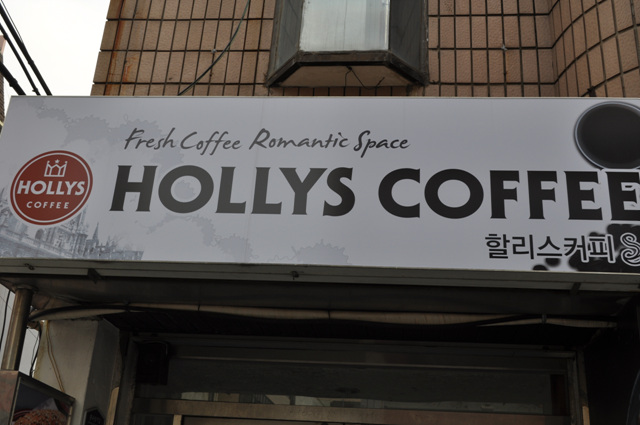 Fresh Coffee Romantic Space
HOLLYS
COFFEE
HOLLYS COFFEE
할리스커피